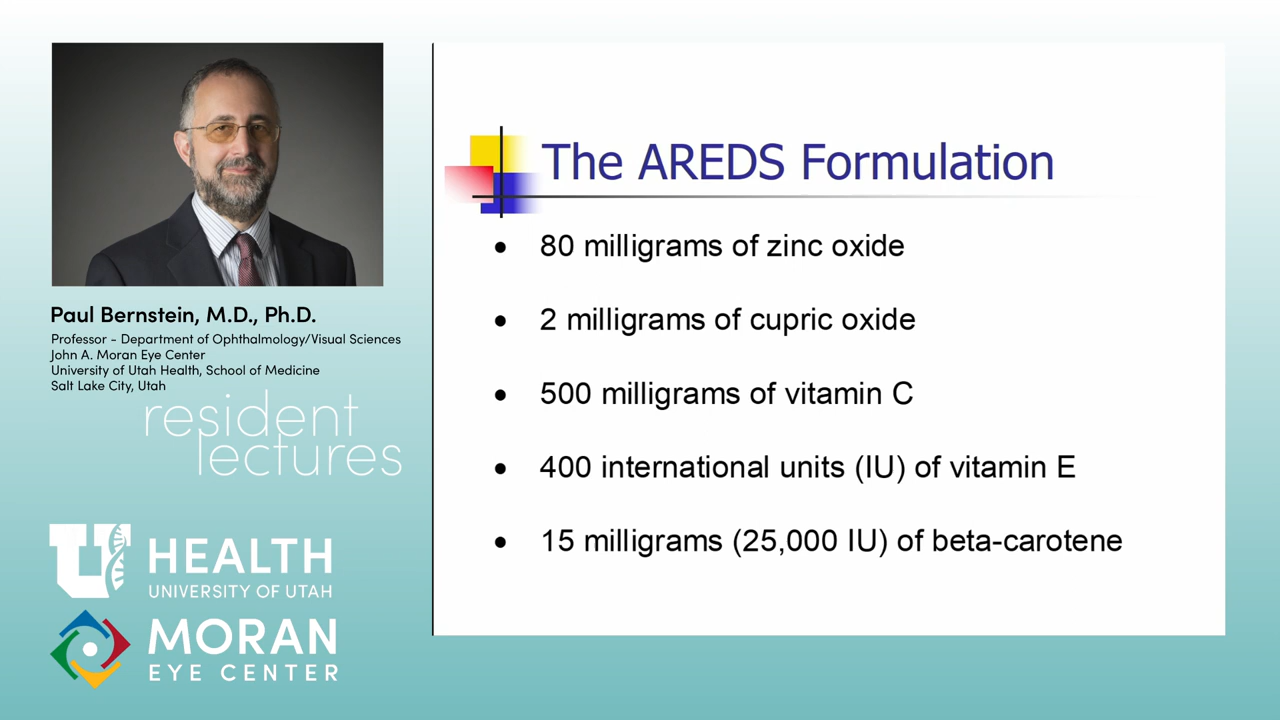 Paul Bernstein, M.D., Ph.D.
Professor - Department of Ophthalmology/Visual Sciences
John A. Moran Eye Center
University of Utah Health, School of Medicine
Salt Lake City, Utah
resident
lectures
U HEALTH
UNIVERSITY OF UTAH
MORAN
EYE CENTER
The AREDS Formulation
• 80 milligrams of zinc oxide
• 2 milligrams of cupric oxide
• 500 milligrams of vitamin C
• 400 international units (IU) of vitamin E
• 15 milligrams (25,000 IU) of beta-carotene